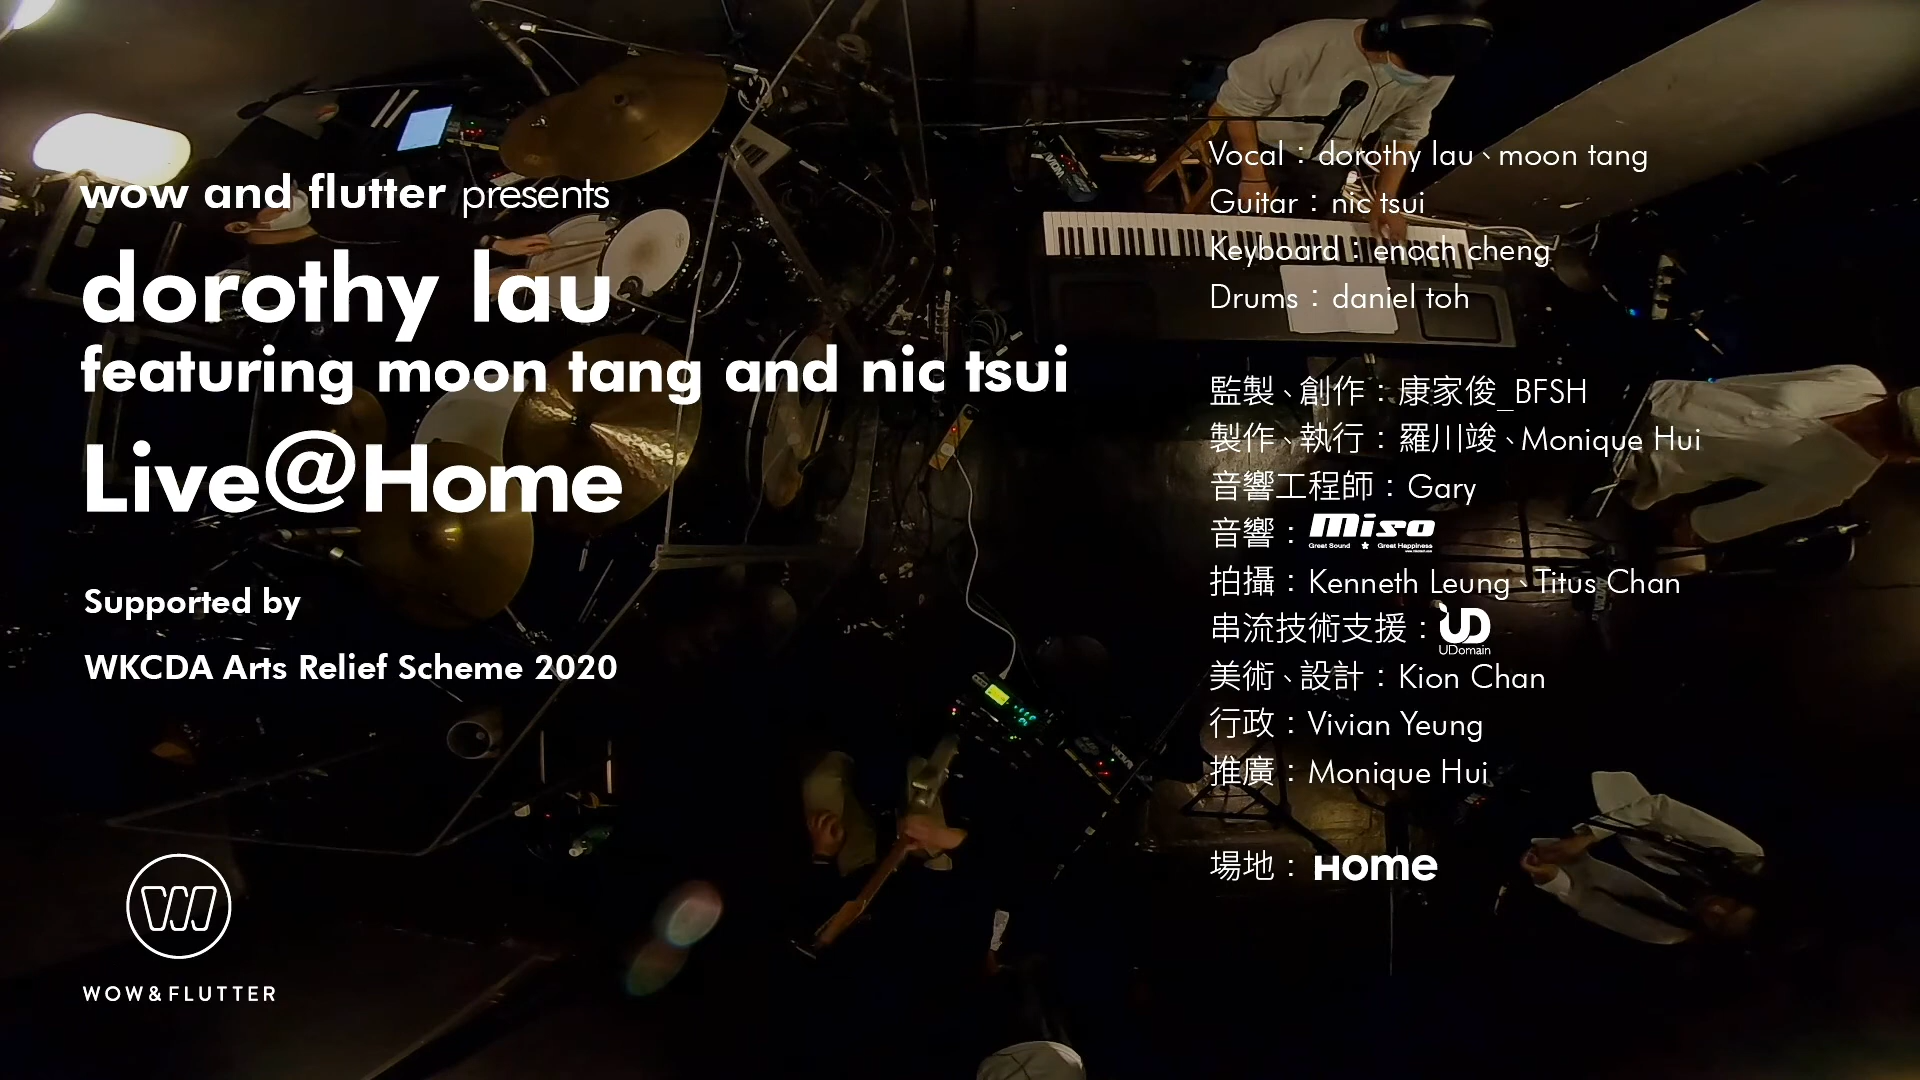 wow and flutter presents
dorothy lau
featuring moon tang and nic tsui
Live@Home
Supported by
WKCDA Arts Relief Scheme 2020
W
WOW&FLUTTER
Vocal：dorothy lau、moon tang
Guitar：nic tsui
Keyboard：enoch cheng
Drums：daniel toh
監製、創作：康家俊_BFSH
製作、執行：羅川竣、Monique Hui
音響工程師：Gary
音響：Miso
Great Sound ★ Great Happiness
拍攝：Kenneth Leung、Titus Chan
串流技術支援：UD
UDomain
美術、設計：Kion Chan
行政：Vivian Yeung
推廣：Monique Hui
場地：Home